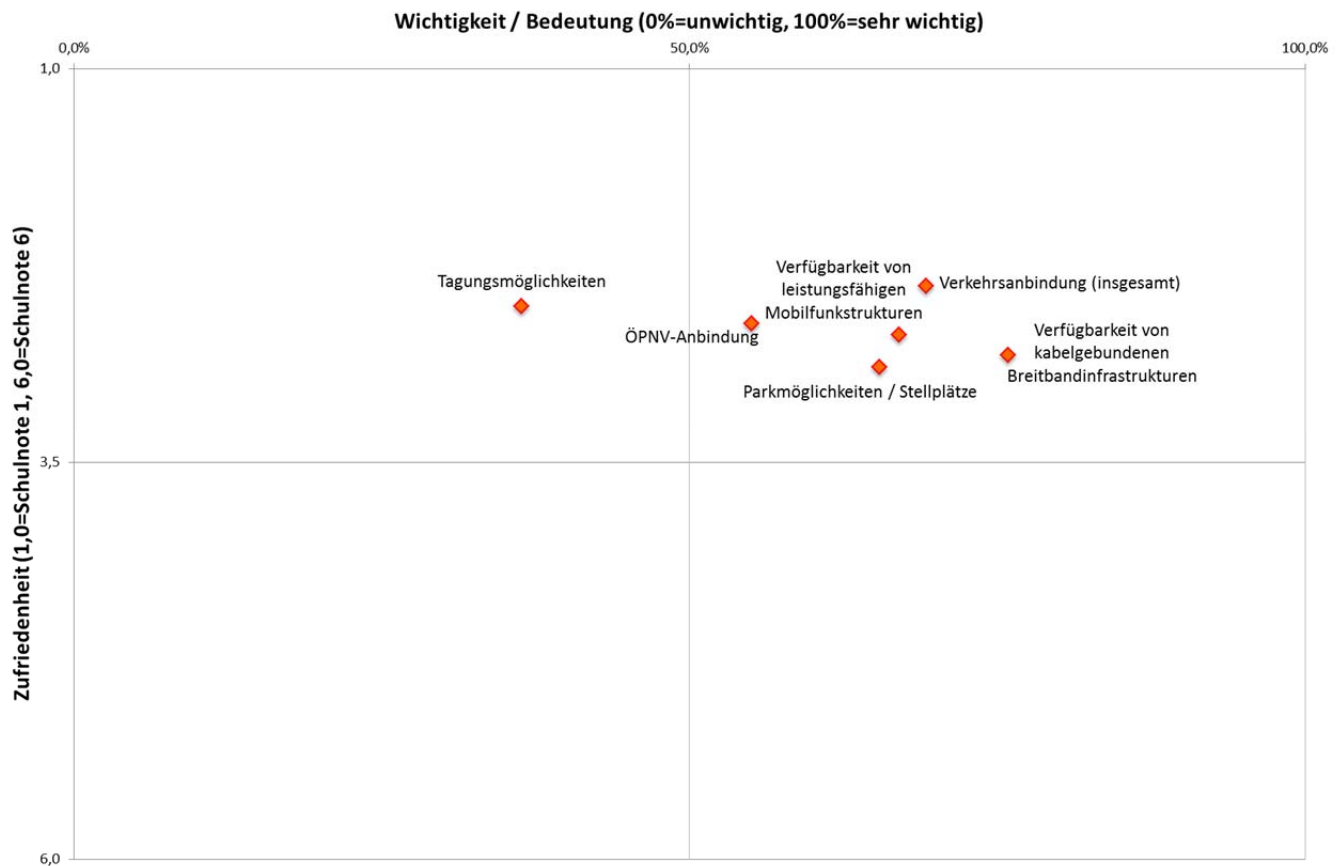 Wichtigkeit / Bedeutung (0%=unwichtig, 100%=sehr wichtig)
0,0%
50,0%
100,0%
1,0
Zufriedenheit (1,0=Schulnote 1, 6,0=Schulnote 6)
Tagungsmöglichkeiten
ÖPNV-Anbindung
Verfügbarkeit von
leistungsfähigen
Mobilfunkstrukturen
Verkehrsanbindung (insgesamt)
Verfügbarkeit von
kabelgebundenen
Breitbandinfrastrukturen
Parkmöglichkeiten / Stellplätze
3,5
6,0